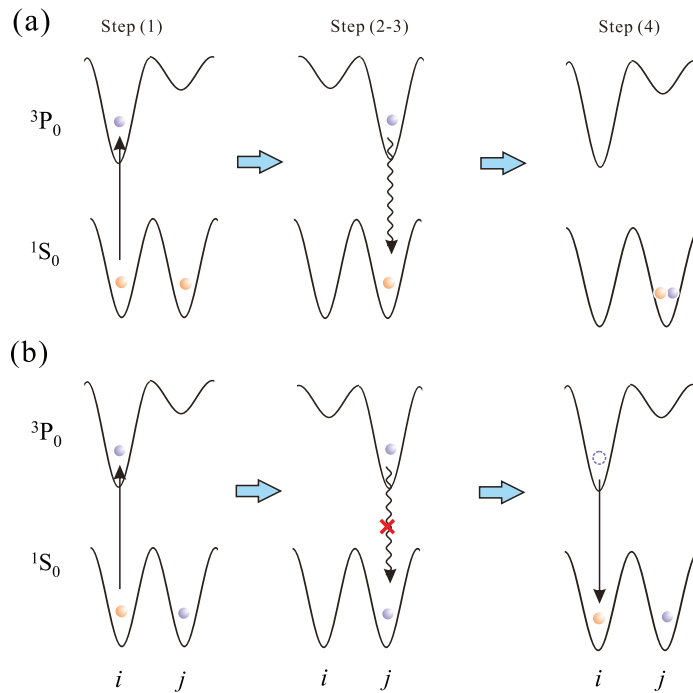 (a)
Step (1) Step (2-3) Step (4)
³P₀
¹S₀
(b)
³P₀
¹S₀
i j i j i j